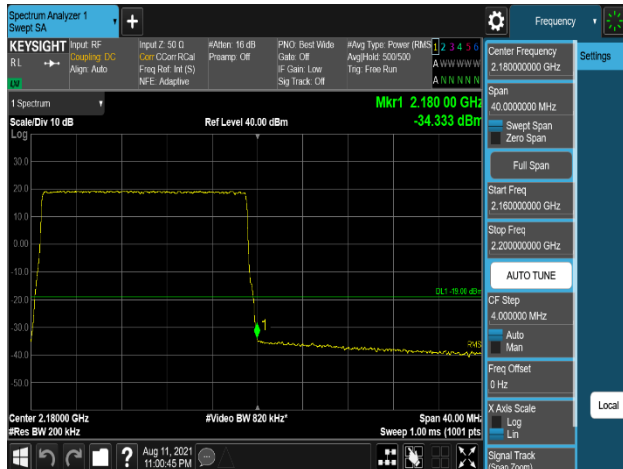 Spectrum Analyzer 1
Swept SA
Frequency
KEYSIGHT
Input: RF
Coupling: DC
Align: Auto
Input Z: 50 Ω
Corr CCorr RCal
Freq Ref: Int (S)
NFE: Adaptive
#Atten: 16 dB
Preamp: Off
PNO: Best Wide
Gate: Off
IF Gain: Low
Sig Track: Off
#Avg Type: Power (RMS
Avg|Hold: 500/500
Trig: Free Run
1 2 3 4 5 6
A W W W W W
A N N N N N
R L
1 Spectrum
Scale/Div 10 dB
Ref Level 40.00 dBm
Mkr1 2.180 00 GHz
-34.333 dBm
Log
30.0
20.0
10.0
0.00
-10.0
-20.0
-30.0
-40.0
-50.0
DL1 -19.00 dBm
1
RMS
Center 2.18000 GHz
#Res BW 200 kHz
#Video BW 820 kHz*
Span 40.00 MHz
Sweep 1.00 ms (1001 pts
Aug 11, 2021
11:00:45 PM
Center Frequency
2.180000000 GHz
Span
40.0000000 MHz
Swept Span
Zero Span
Full Span
Start Freq
2.160000000 GHz
Stop Freq
2.200000000 GHz
AUTO TUNE
CF Step
4.000000 MHz
Auto
Man
Freq Offset
0 Hz
X Axis Scale
Log
Lin
Signal Track
(Span Zoom)
Settings
Local